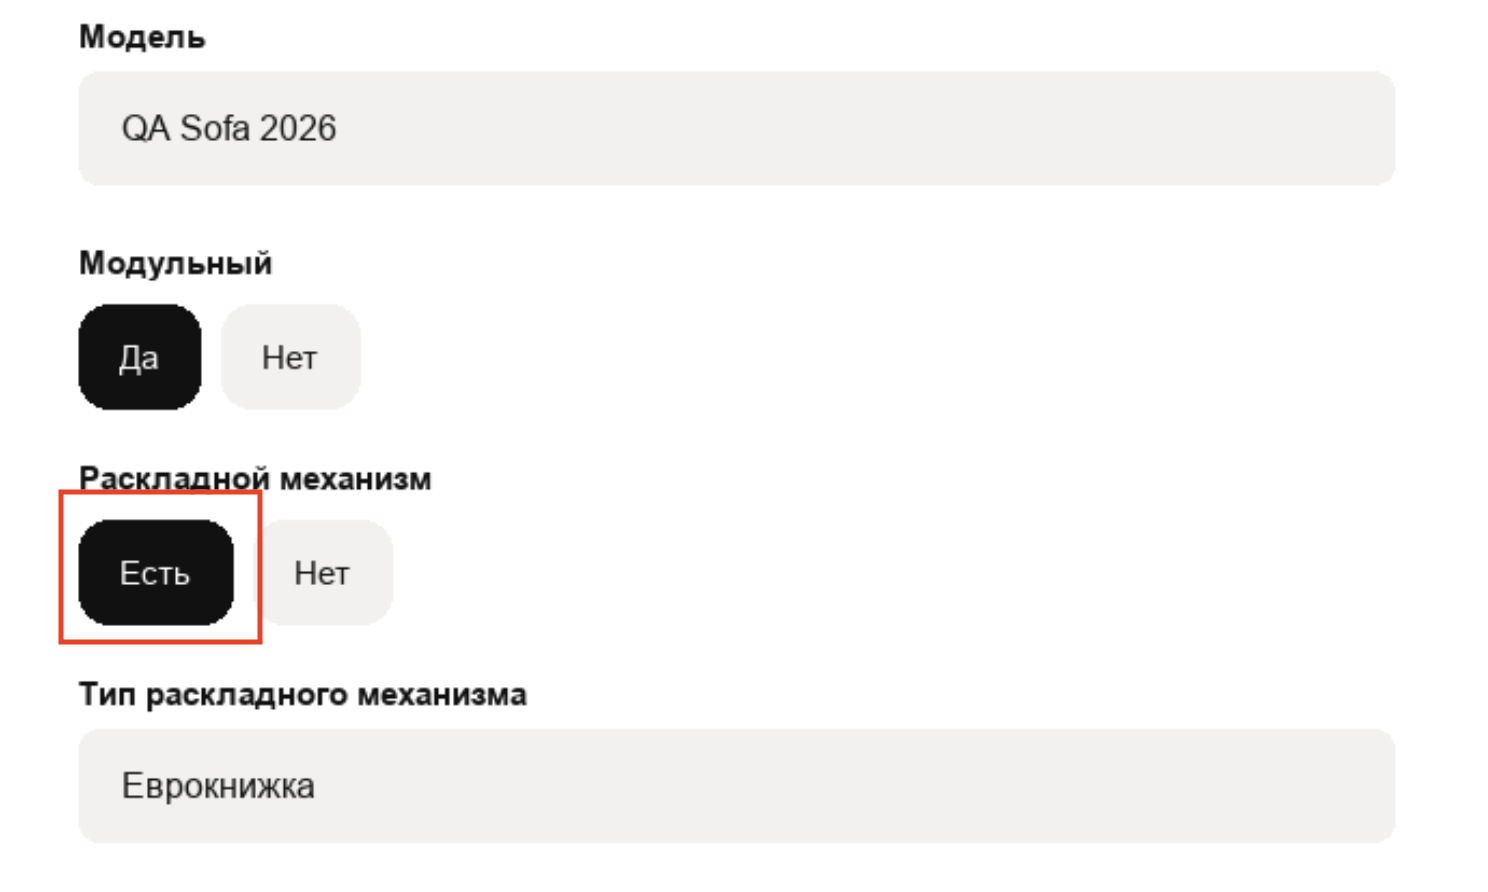 Модель
QA Sofa 2026
Модульный
Да Нет
Раскладной механизм
Есть Нет
Тип раскладного механизма
Еврокнижка